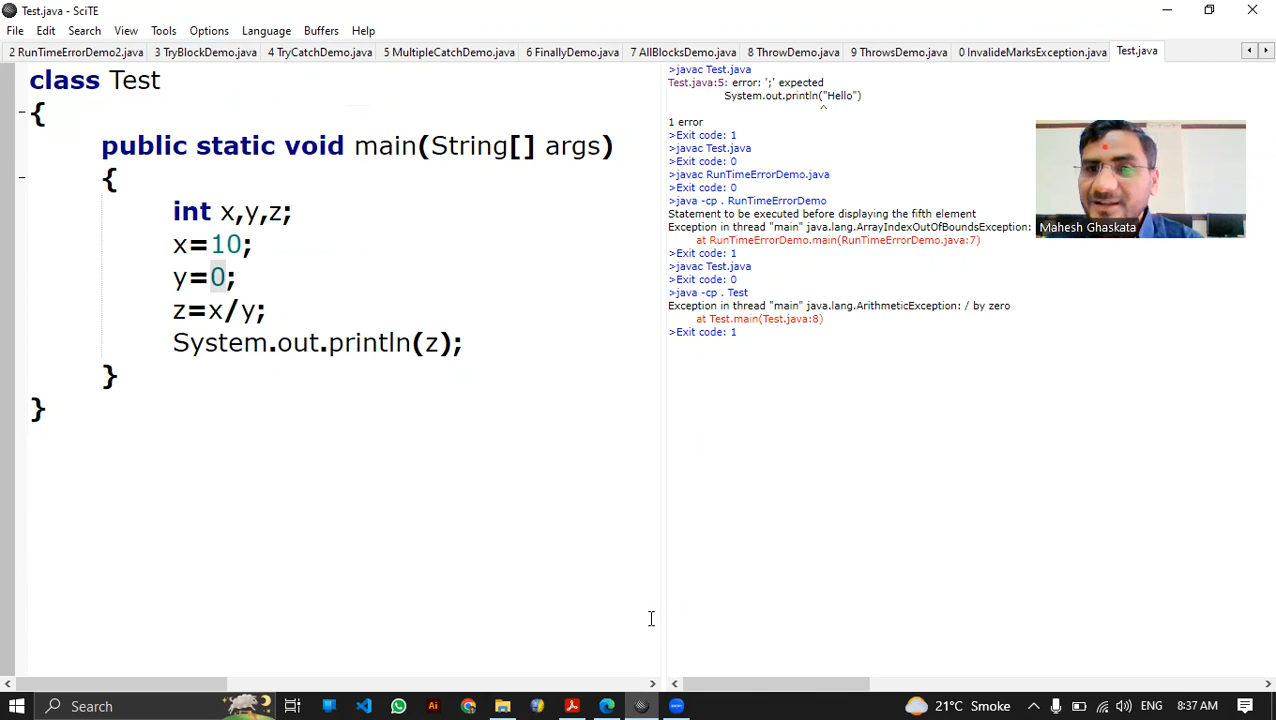 Test.java - SciTE
File Edit Search View Tools Options Language Buffers Help
2 RunTimeErrorDemo2.java 3 TryBlockDemo.java 4 TryCatchDemo.java 5 MultipleCatchDemo.java 6 FinallyDemo.java 7 AllBlocksDemo.java 8 ThrowDemo.java 9 ThrowsDemo.java 0 InvalideMarksException.java Test.java
class Test
{
public static void main(String[] args)
{
int x,y,z;
x=10;
y=0;
z=x/y;
System.out.println(z);
}
}
>javac Test.java
Test.java:5: error: ';' expected
System.out.println("Hello")
^
1 error
>Exit code: 1
>javac Test.java
>Exit code: 0
>javac RunTimeErrorDemo.java
>Exit code: 0
>java -cp . RunTimeErrorDemo
Statement to be executed before displaying the fifth element
Exception in thread "main" java.lang.ArrayIndexOutOfBoundsException:
at RunTimeErrorDemo.main(RunTimeErrorDemo.java:7)
>Exit code: 1
>javac Test.java
>Exit code: 0
>java -cp . Test
Exception in thread "main" java.lang.ArithmeticException: / by zero
at Test.main(Test.java:8)
>Exit code: 1
Mahesh Ghaskata
Search
Ai
21°C Smoke
ENG
8:37 AM